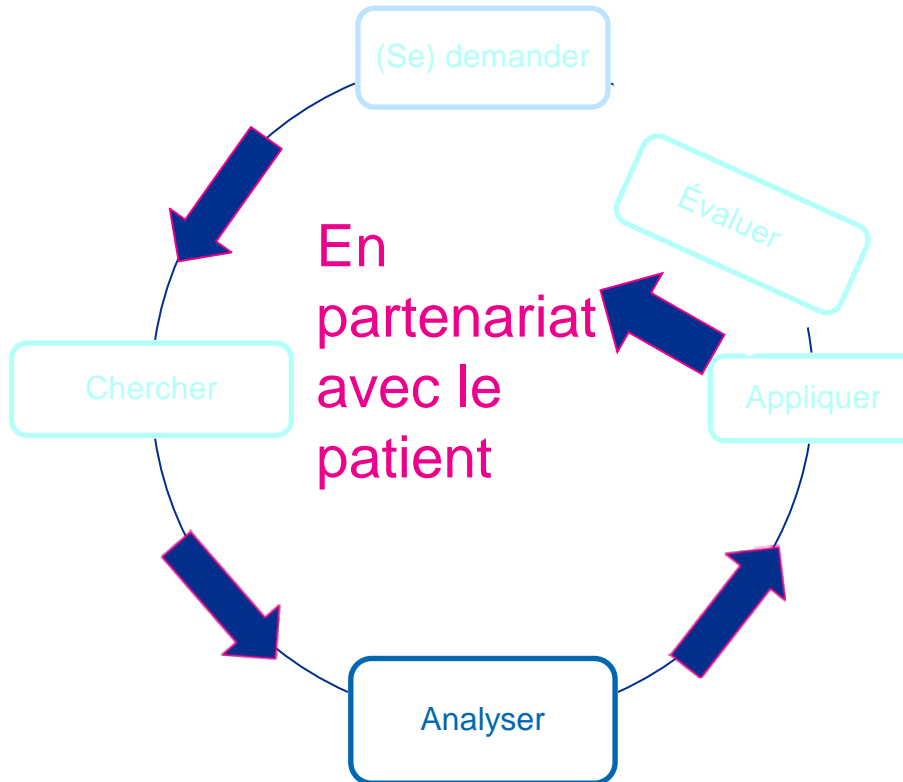 (Se) demander
Évaluer
En
partenariat
avec le
patient
Chercher
Appliquer
Analyser